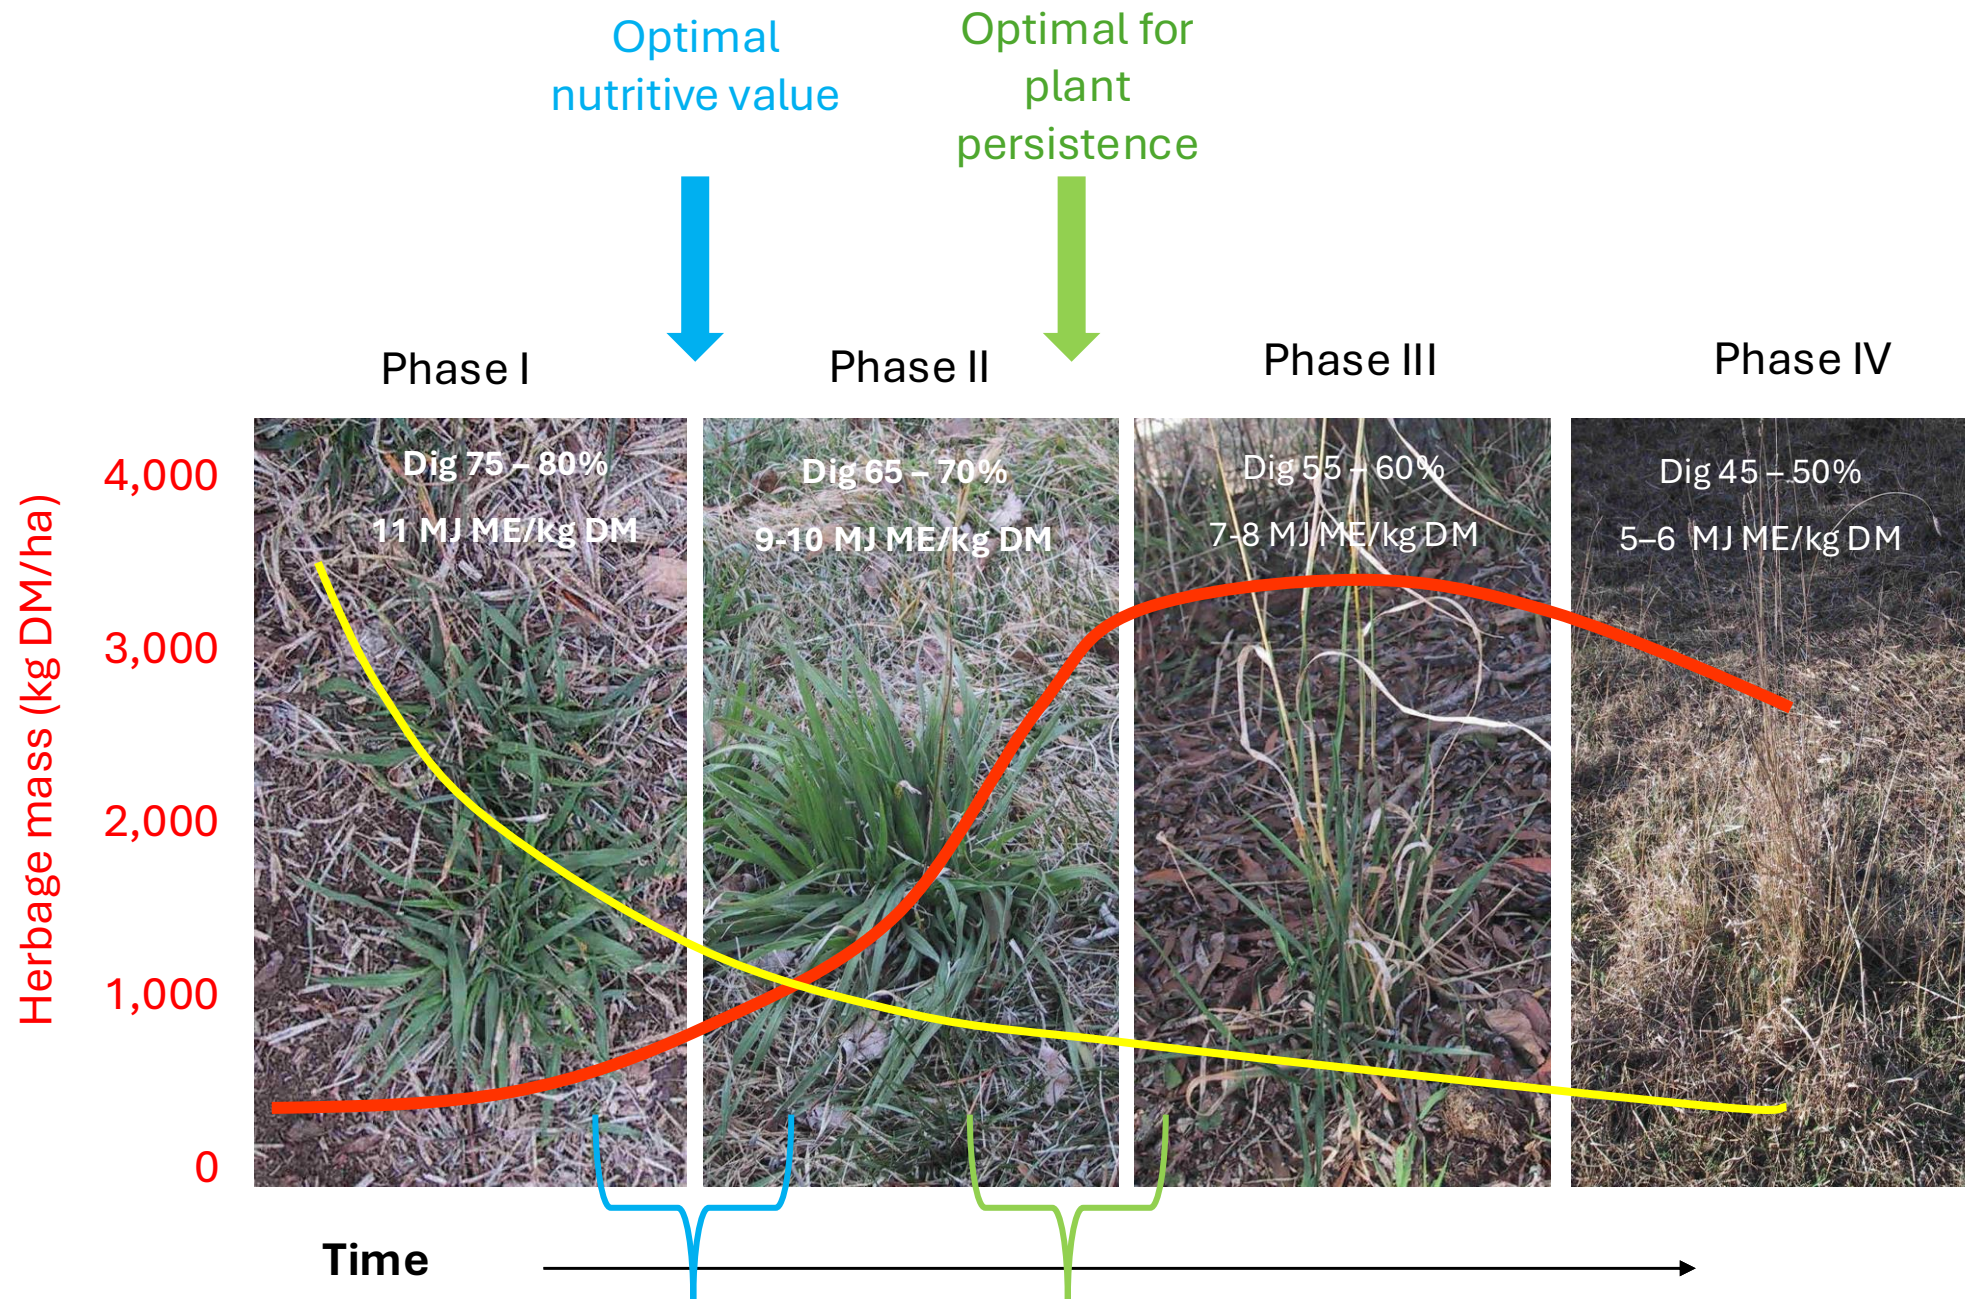 Optimal
nutritive value
Optimal for
plant
persistence
Phase I
Phase II
Phase III
Phase IV
Dig 75 – 80%
11 MJ ME/kg DM
Dig 65 – 70%
9-10 MJ ME/kg DM
Dig 55 – 60%
7-8 MJ ME/kg DM
Dig 45 – 50%
5–6 MJ ME/kg DM
Herbage mass (kg DM/ha)
4,000
3,000
2,000
1,000
0
Time